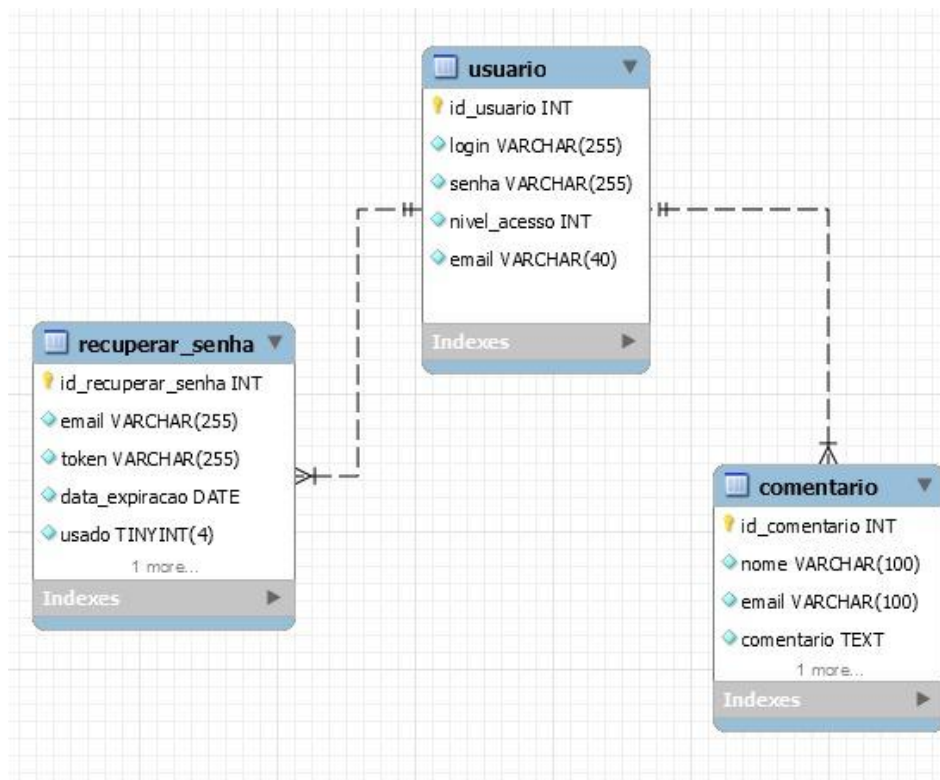 usuario
id_usuario INT
login VARCHAR(255)
senha VARCHAR(255)
nivel_acesso INT
email VARCHAR(40)
Indexes
recuperar_senha
id_recuperar_senha INT
email VARCHAR(255)
token VARCHAR(255)
data_expiracao DATE
usado TINYINT(4)
1 more...
Indexes
comentario
id_comentario INT
nome VARCHAR(100)
email VARCHAR(100)
comentario TEXT
1 more...
Indexes